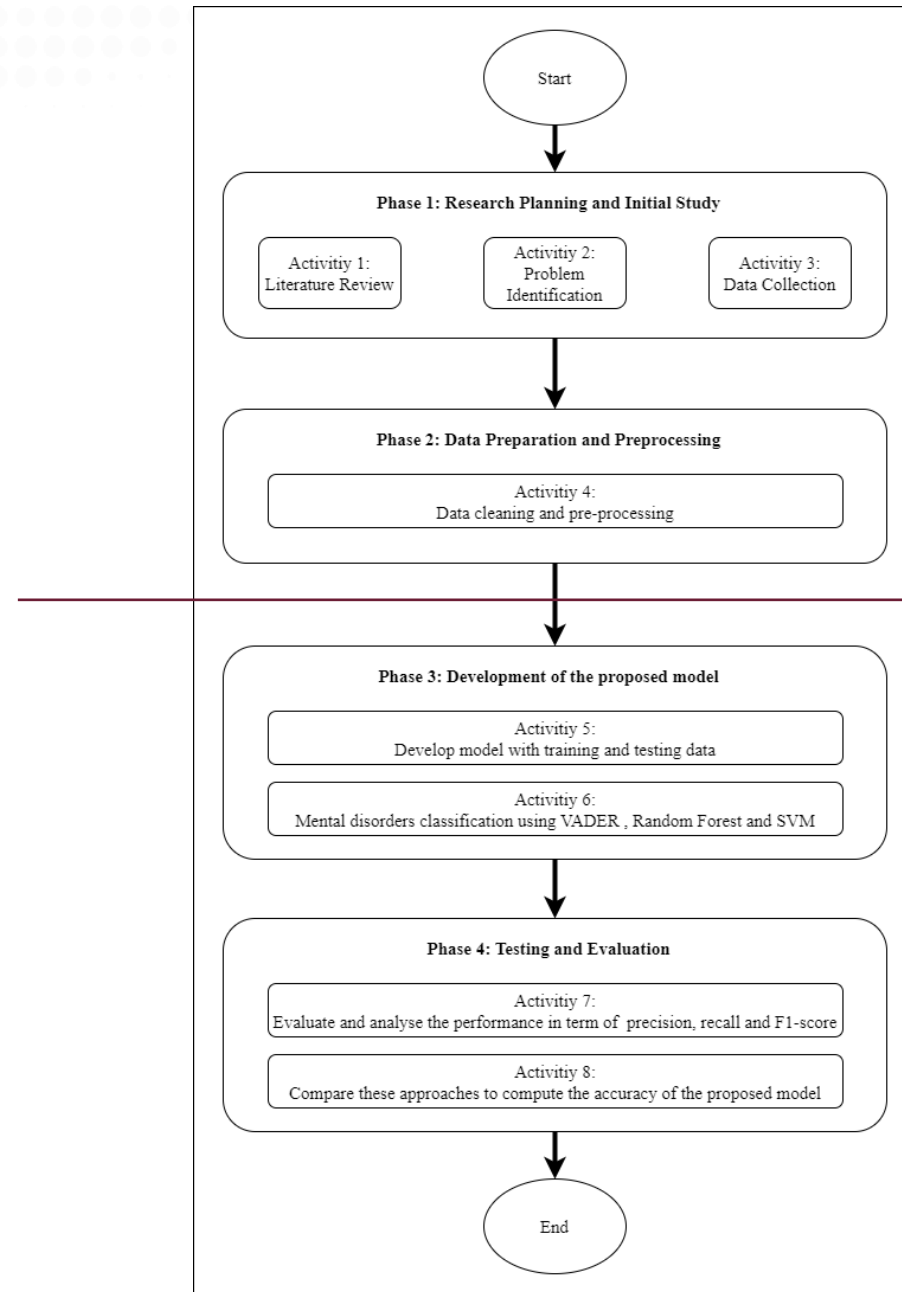 Start
Phase 1: Research Planning and Initial Study
Activitiy 1:
Literature Review
Activitiy 2:
Problem
Identification
Activitiy 3:
Data Collection
Phase 2: Data Preparation and Preprocessing
Activitiy 4:
Data cleaning and pre-processing
Phase 3: Development of the proposed model
Activitiy 5:
Develop model with training and testing data
Activitiy 6:
Mental disorders classification using VADER , Random Forest and SVM
Phase 4: Testing and Evaluation
Activitiy 7:
Evaluate and analyse the performance in term of precision, recall and F1-score
Activitiy 8:
Compare these approaches to compute the accuracy of the proposed model
End